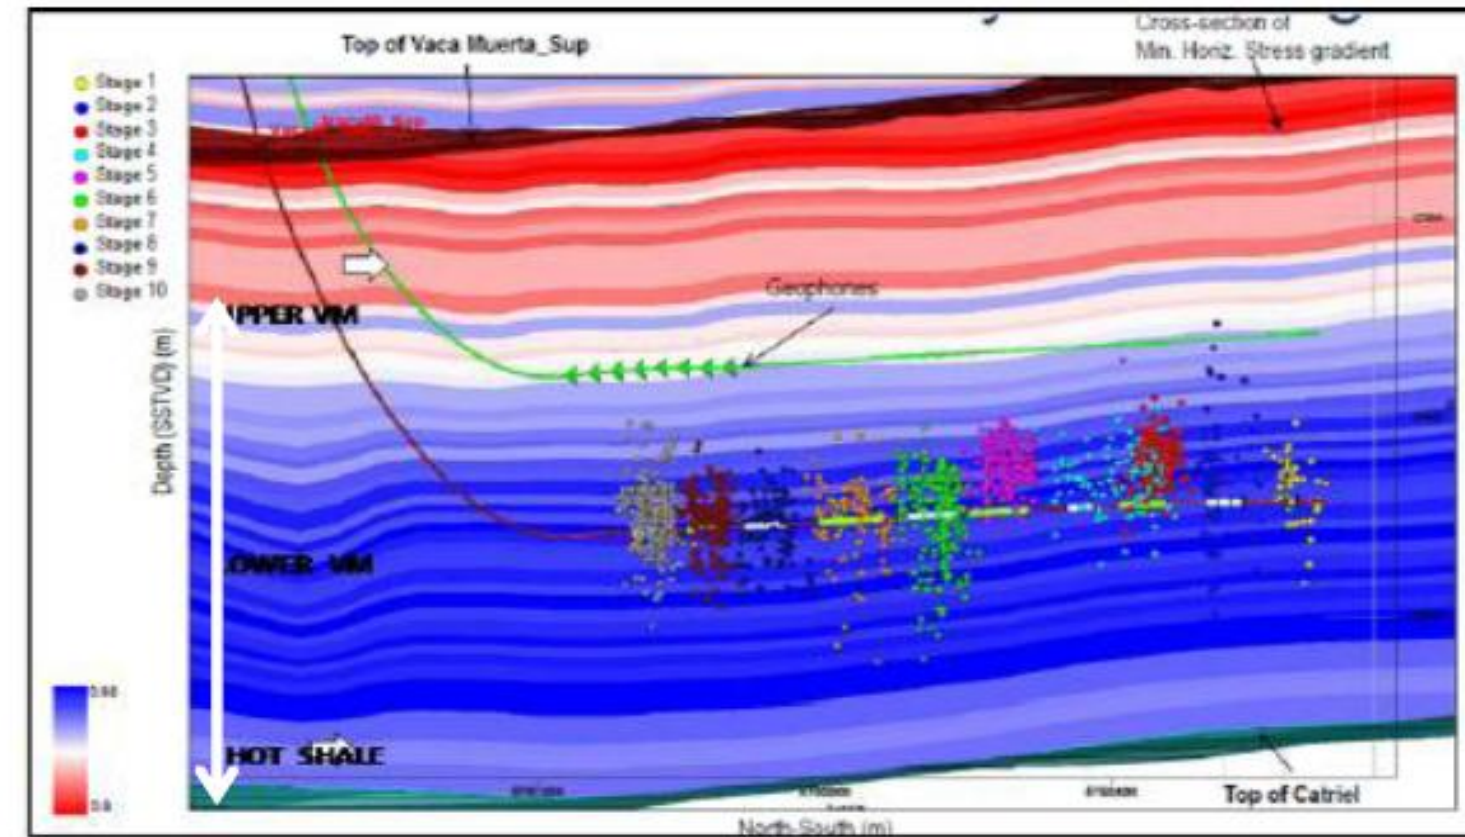 Cross-section of
Min. Horiz. Stress gradient
Top of Vaca Muerta_Sup
Stage 1
Stage 2
Stage 3
Stage 4
Stage 5
Stage 6
Stage 7
Stage 8
Stage 9
Stage 10
Geophones
UPPER VM
Depth (SSTVD) (m)
LOWER VM
HOT SHALE
Top of Catriel
North-South (m)